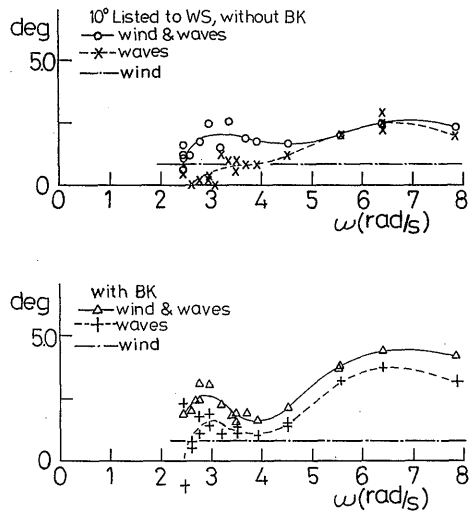 deg
10° Listed to WS, without BK
wind & waves
waves
wind
5.0
0
0 1 2 3 4 5 6 7 8
ω(rad/s)
deg
with BK
wind & waves
waves
wind
5.0
0
0 1 2 3 4 5 6 7 8
ω(rad/s)